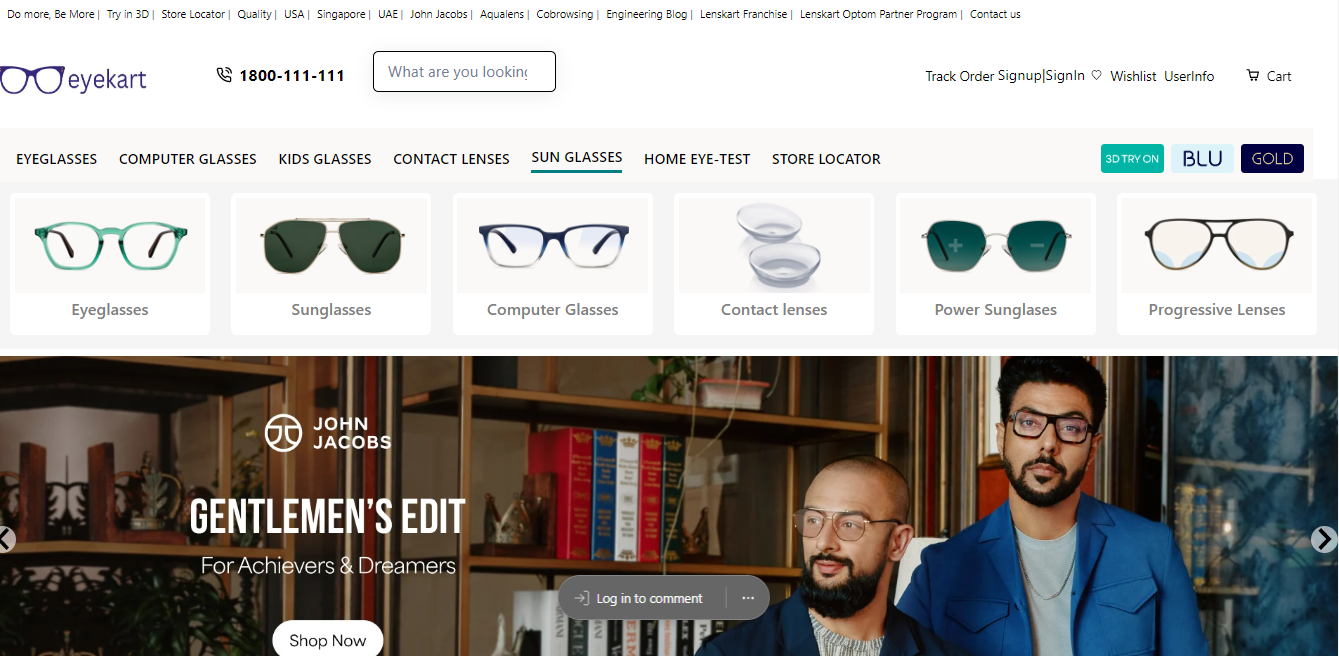 Do more, Be More | Try in 3D | Store Locator | Quality | USA | Singapore | UAE | John Jacobs | Aqualens | Cobrowsing | Engineering Blog | Lenskart Franchise | Lenskart Optom Partner Program | Contact us
eyekart
1800-111-111
What are you looking
Track Order Signup|SignIn Wishlist UserInfo Cart
EYEGLASSES COMPUTER GLASSES KIDS GLASSES CONTACT LENSES SUN GLASSES HOME EYE-TEST STORE LOCATOR
3D TRY ON BLU GOLD
Eyeglasses Sunglasses Computer Glasses Contact lenses Power Sunglases Progressive Lenses
JOHN
JACOBS
GENTLEMEN'S EDIT
For Achievers & Dreamers
Log in to comment
Shop Now